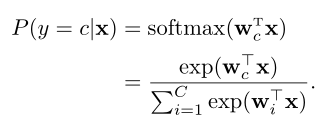 P(y = c|x) = softmax(w_c^⊤ x)
= exp(w_c^⊤ x) / ∑_{i=1}^{C} exp(w_i^⊤ x).